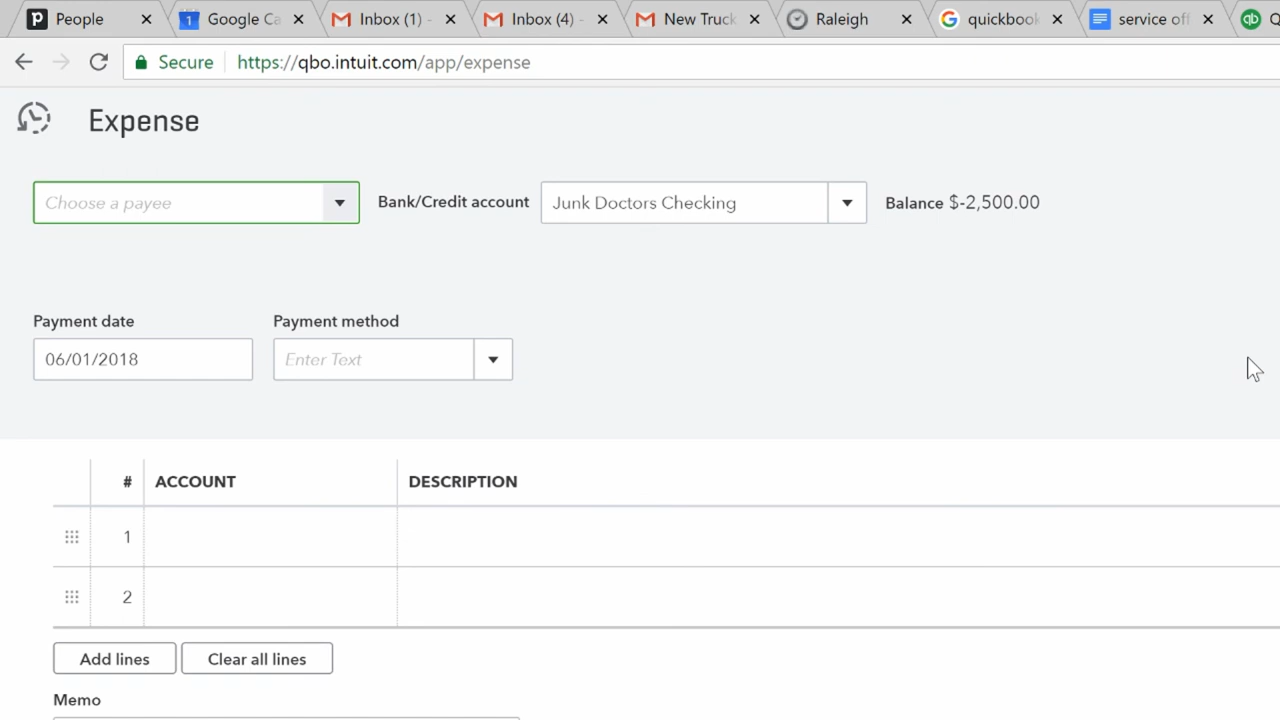 People
1 Google Ca
Inbox (1) -
Inbox (4) -
New Truck
Raleigh
quickbook
service off
qb Q
Secure https://qbo.intuit.com/app/expense
Expense
Choose a payee Bank/Credit account Junk Doctors Checking Balance $-2,500.00
Payment date Payment method
06/01/2018 Enter Text
# ACCOUNT DESCRIPTION
1
2
Add lines Clear all lines
Memo